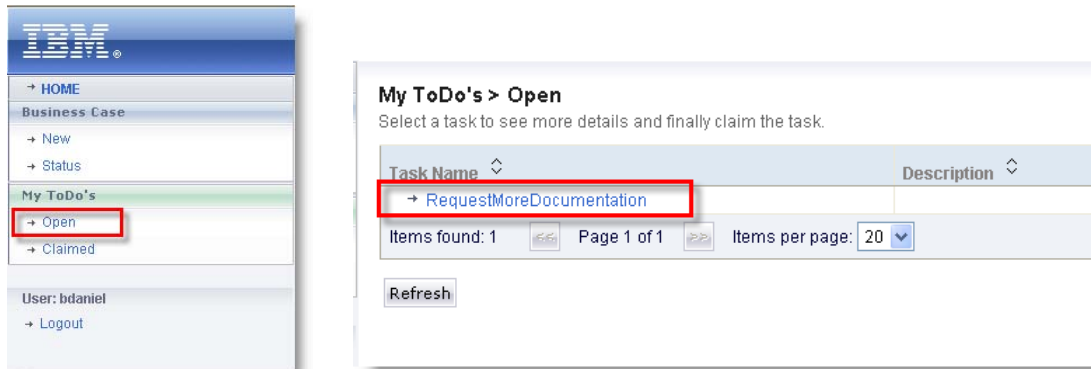 IBM®
HOME
Business Case
New
Status
My ToDo's
Open
Claimed
User: bdaniel
Logout
My ToDo's > Open
Select a task to see more details and finally claim the task.
Task Name Description
RequestMoreDocumentation
Items found: 1 << Page 1 of 1 >> Items per page: 20
Refresh